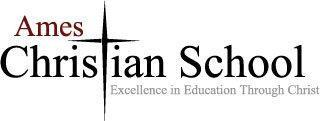 Ames
Christian School
Excellence in Education Through Christ